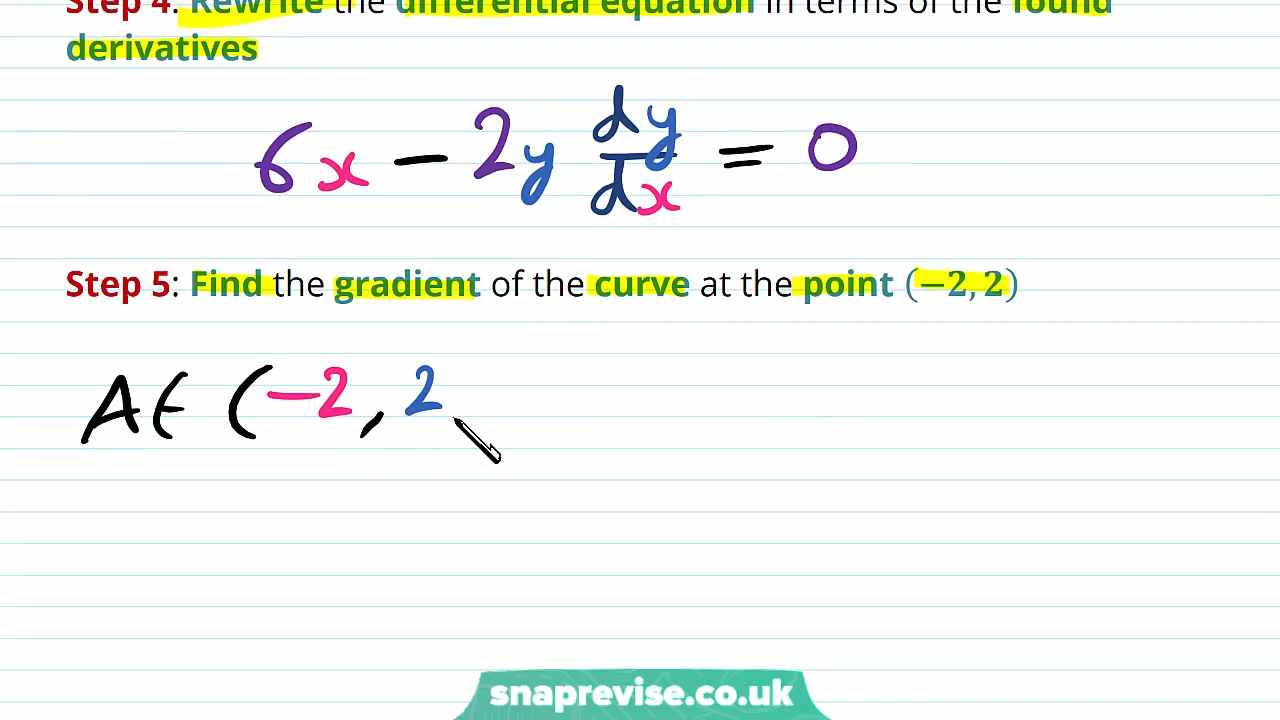 Step 4: Rewrite the differential equation in terms of the found
derivatives
6x − 2y dy/dx = 0
Step 5: Find the gradient of the curve at the point (−2, 2)
At (−2, 2
snaprevise.co.uk